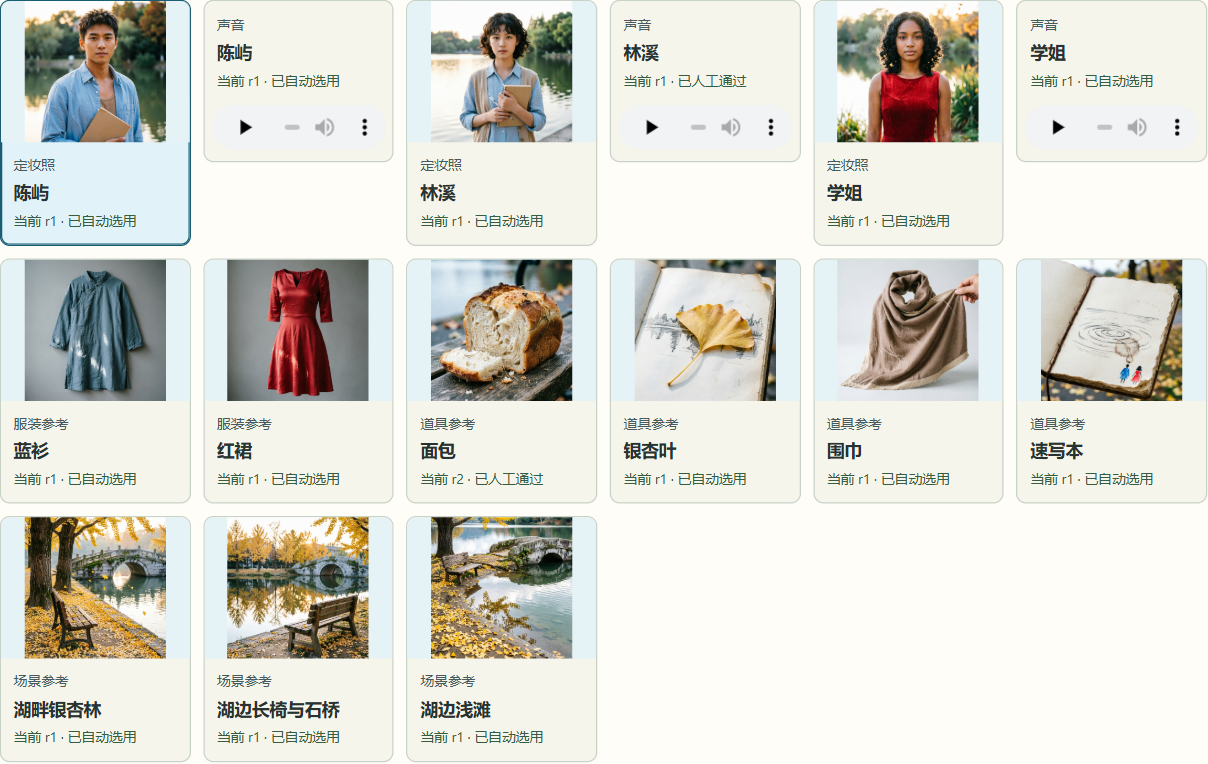 定妆照
陈屿
当前 r1 · 已自动选用
声音
陈屿
当前 r1 · 已自动选用
定妆照
林溪
当前 r1 · 已自动选用
声音
林溪
当前 r1 · 已人工通过
定妆照
学姐
当前 r1 · 已自动选用
声音
学姐
当前 r1 · 已自动选用
服装参考
蓝衫
当前 r1 · 已自动选用
服装参考
红裙
当前 r1 · 已自动选用
道具参考
面包
当前 r2 · 已人工通过
道具参考
银杏叶
当前 r1 · 已自动选用
道具参考
围巾
当前 r1 · 已自动选用
道具参考
速写本
当前 r1 · 已自动选用
场景参考
湖畔银杏林
当前 r1 · 已自动选用
场景参考
湖边长椅与石桥
当前 r1 · 已自动选用
场景参考
湖边浅滩
当前 r1 · 已自动选用